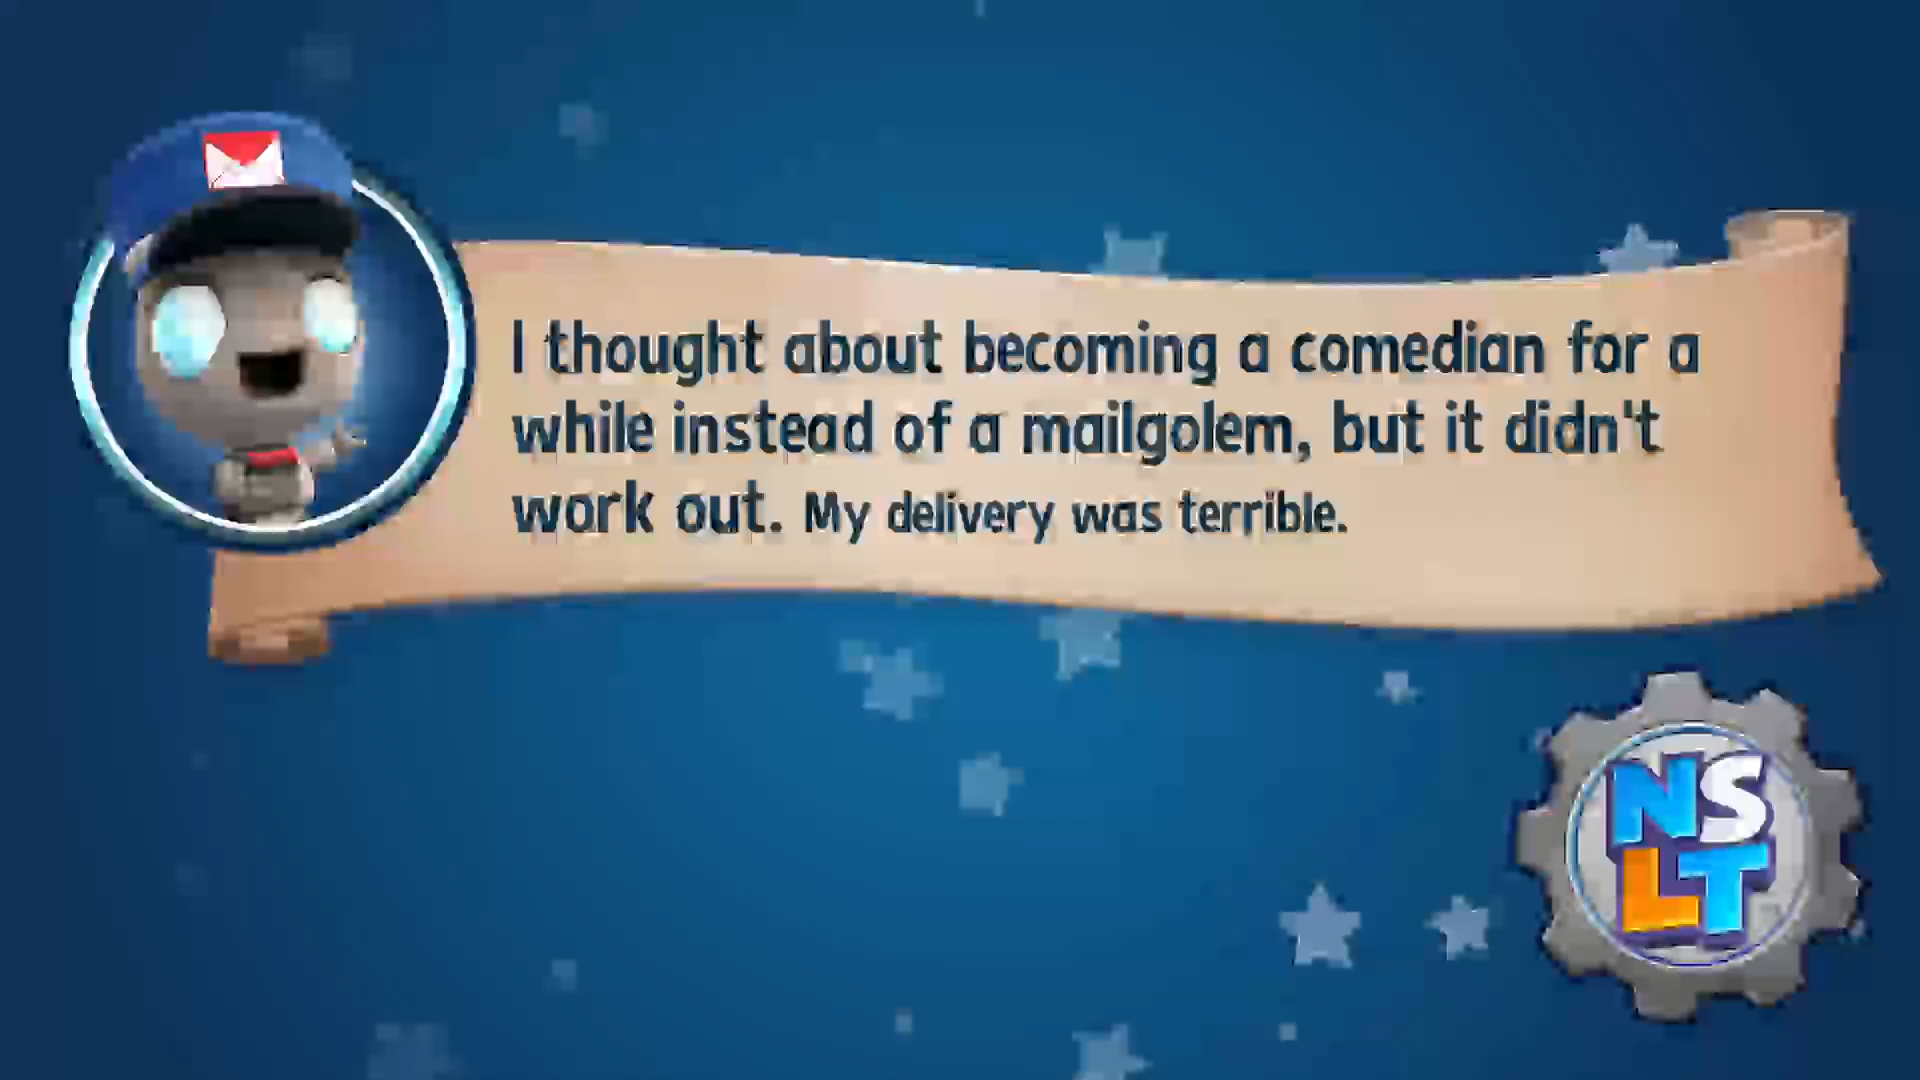 I thought about becoming a comedian for a
while instead of a mailgolem, but it didn't
work out. My delivery was terrible.
NS
LT